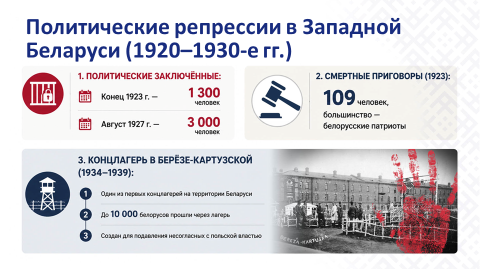 Политические репрессии в Западной
Беларуси (1920–1930-е гг.)
1. ПОЛИТИЧЕСКИЕ ЗАКЛЮЧЁННЫЕ:
Конец 1923 г. — 1 300
человек
Август 1927 г. — 3 000
человек
2. СМЕРТНЫЕ ПРИГОВОРЫ (1923):
109 человек,
большинство —
белорусские патриоты
3. КОНЦЛАГЕРЬ В БЕРЁЗЕ-КАРТУЗСКОЙ
(1934–1939):
1 Один из первых концлагерей на территории Беларуси
2 До 10 000 белорусов прошли через лагерь
3 Создан для подавления несогласных с польской властью